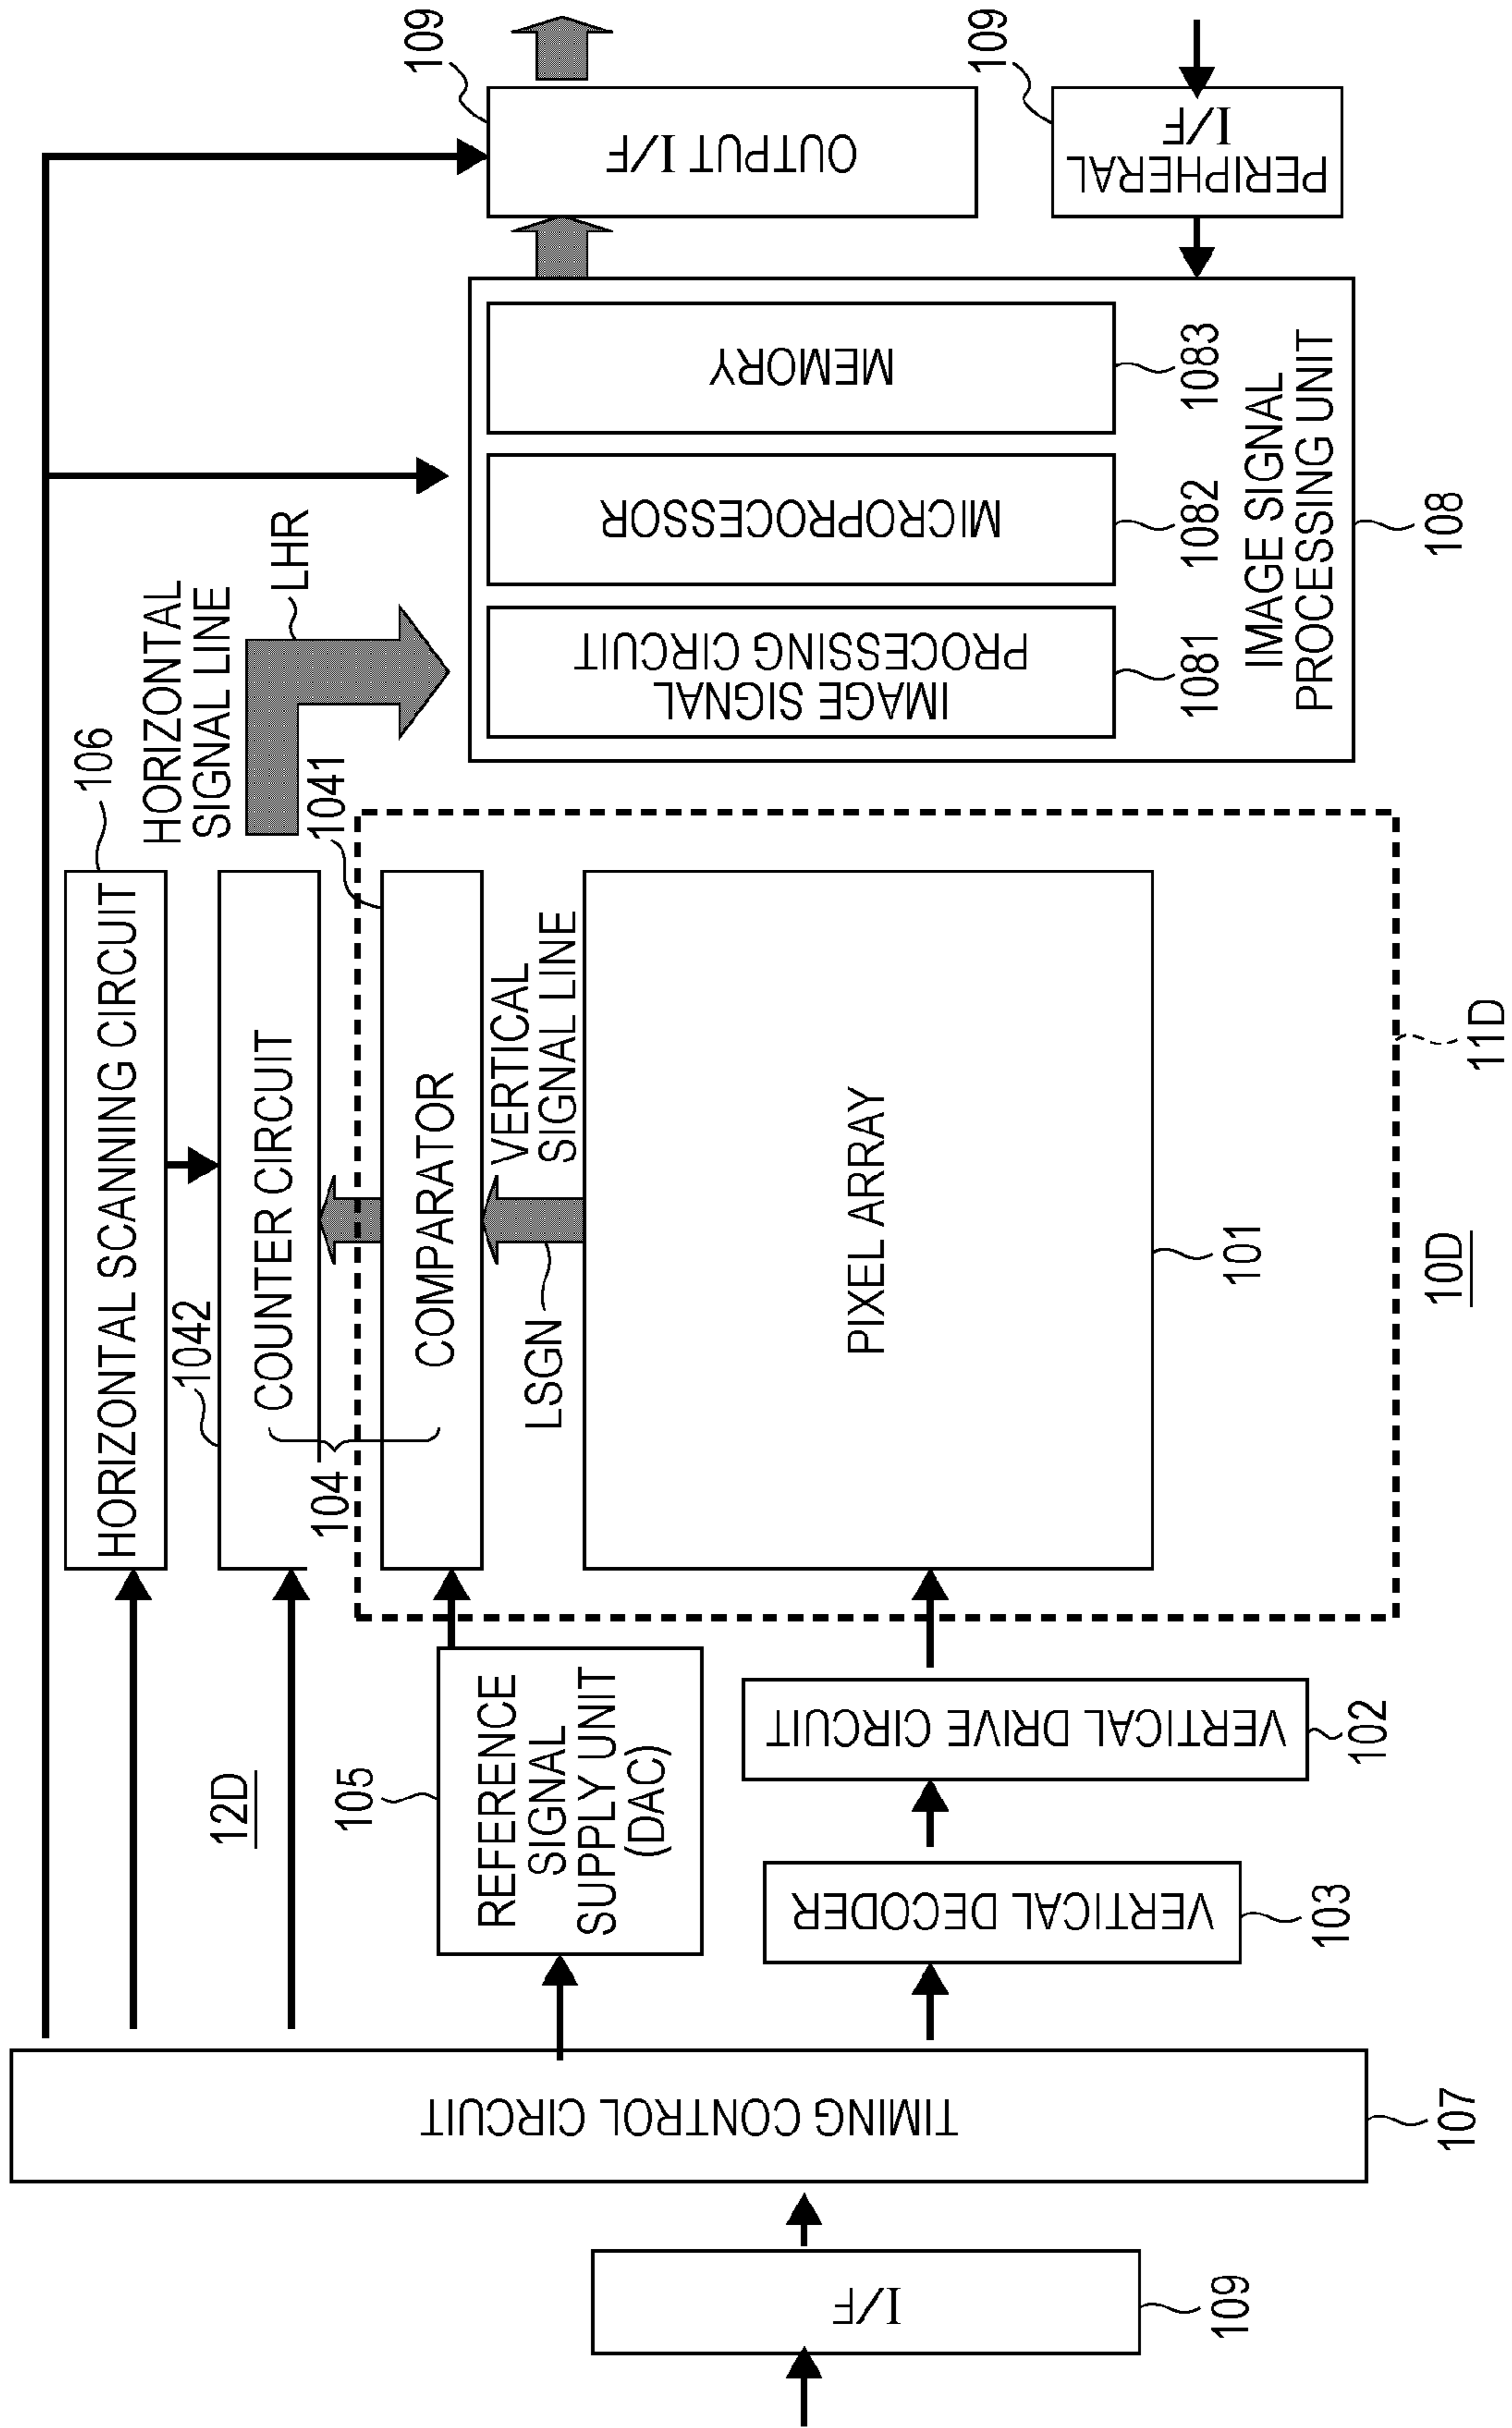 109
I/F
107
TIMING CONTROL CIRCUIT
12D
105
REFERENCE
SIGNAL
SUPPLY UNIT
(DAC)
103
VERTICAL DECODER
102
VERTICAL DRIVE CIRCUIT
106
HORIZONTAL SCANNING CIRCUIT
1042
COUNTER CIRCUIT
104
1041
COMPARATOR
LSGN
VERTICAL
SIGNAL LINE
PIXEL ARRAY
101
10D
11D
HORIZONTAL
SIGNAL LINE
LHR
IMAGE SIGNAL
PROCESSING CIRCUIT
1081
MICROPROCESSOR
1082
MEMORY
1083
IMAGE SIGNAL
PROCESSING UNIT
108
109
OUTPUT I/F
109
PERIPHERAL
I/F